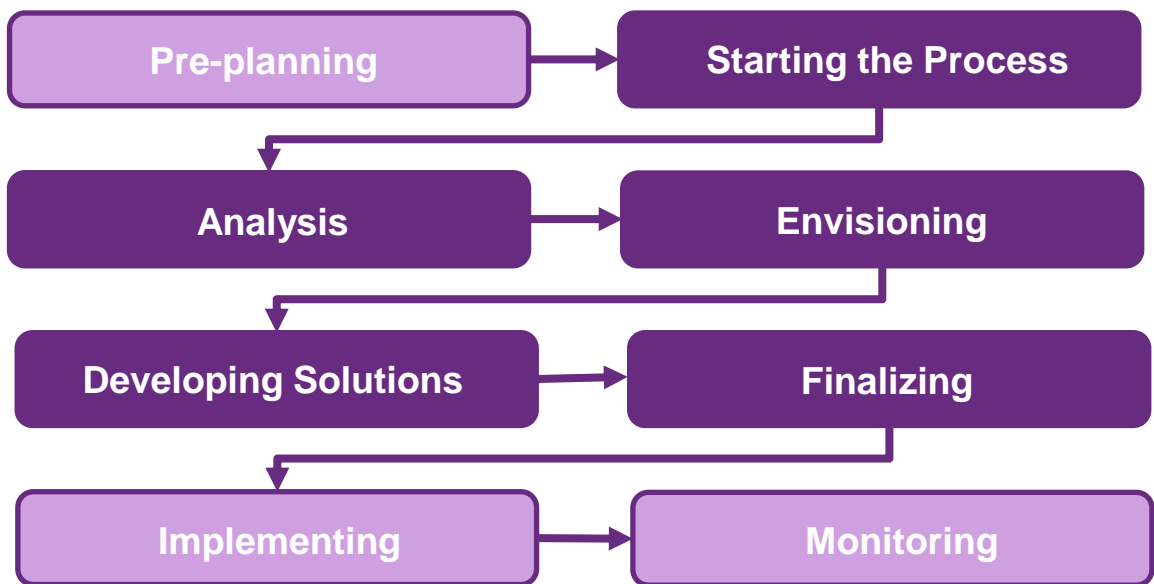 Pre-planning
Starting the Process
Analysis
Envisioning
Developing Solutions
Finalizing
Implementing
Monitoring